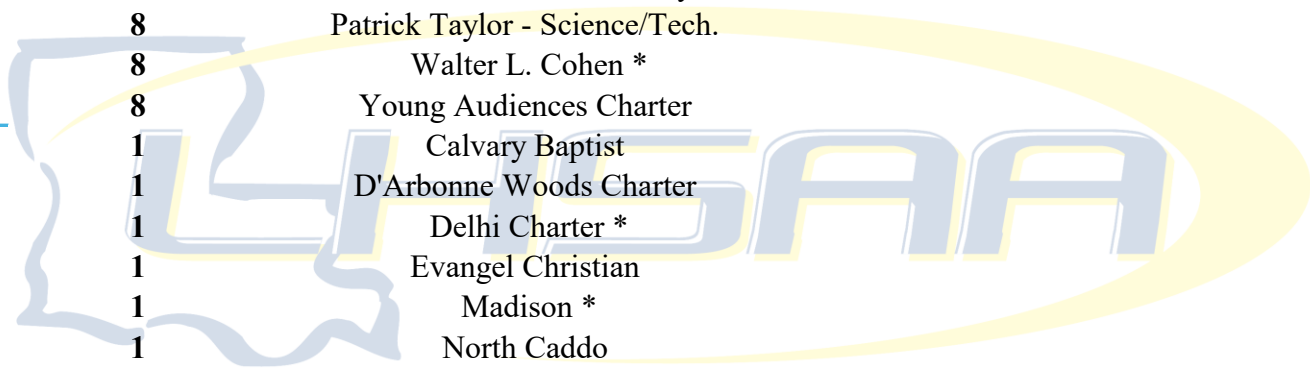 8 Patrick Taylor - Science/Tech.
8 Walter L. Cohen *
8 Young Audiences Charter
1 Calvary Baptist
1 D'Arbonne Woods Charter
1 Delhi Charter *
1 Evangel Christian
1 Madison *
1 North Caddo
LHSAA